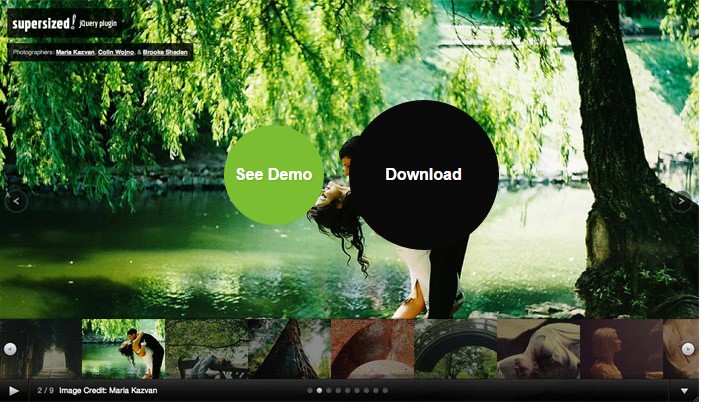 supersized! jQuery plugin
Photographers: Maria Kazvan, Colin Wojno, & Brooke Shaden
See Demo
Download
2 / 9 Image Credit: Maria Kazvan